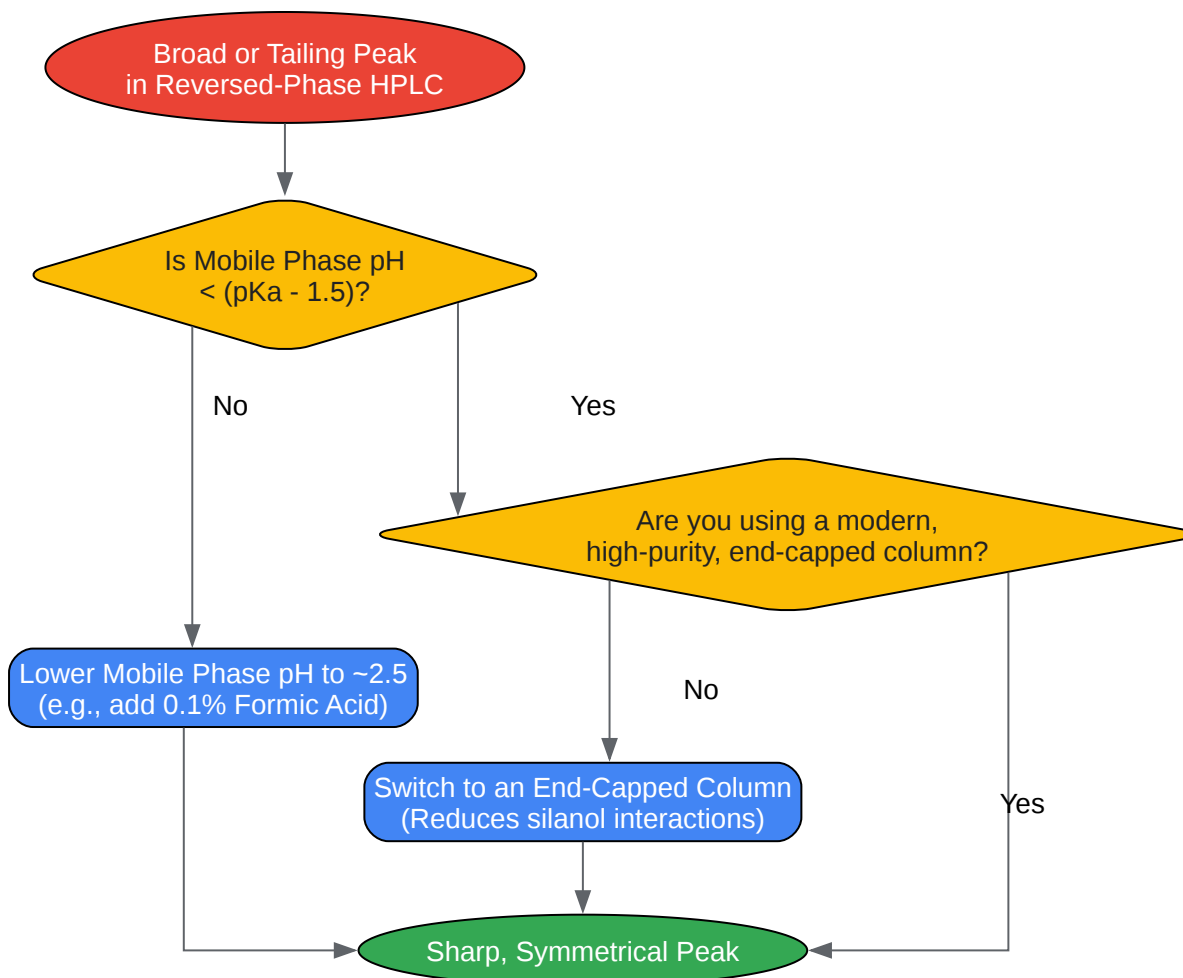 Broad or Tailing Peak
in Reversed-Phase HPLC
Is Mobile Phase pH
< (pKa - 1.5)?
No
Yes
Are you using a modern,
high-purity, end-capped column?
Lower Mobile Phase pH to ~2.5
(e.g., add 0.1% Formic Acid)
No
Switch to an End-Capped Column
(Reduces silanol interactions)
Yes
Sharp, Symmetrical Peak